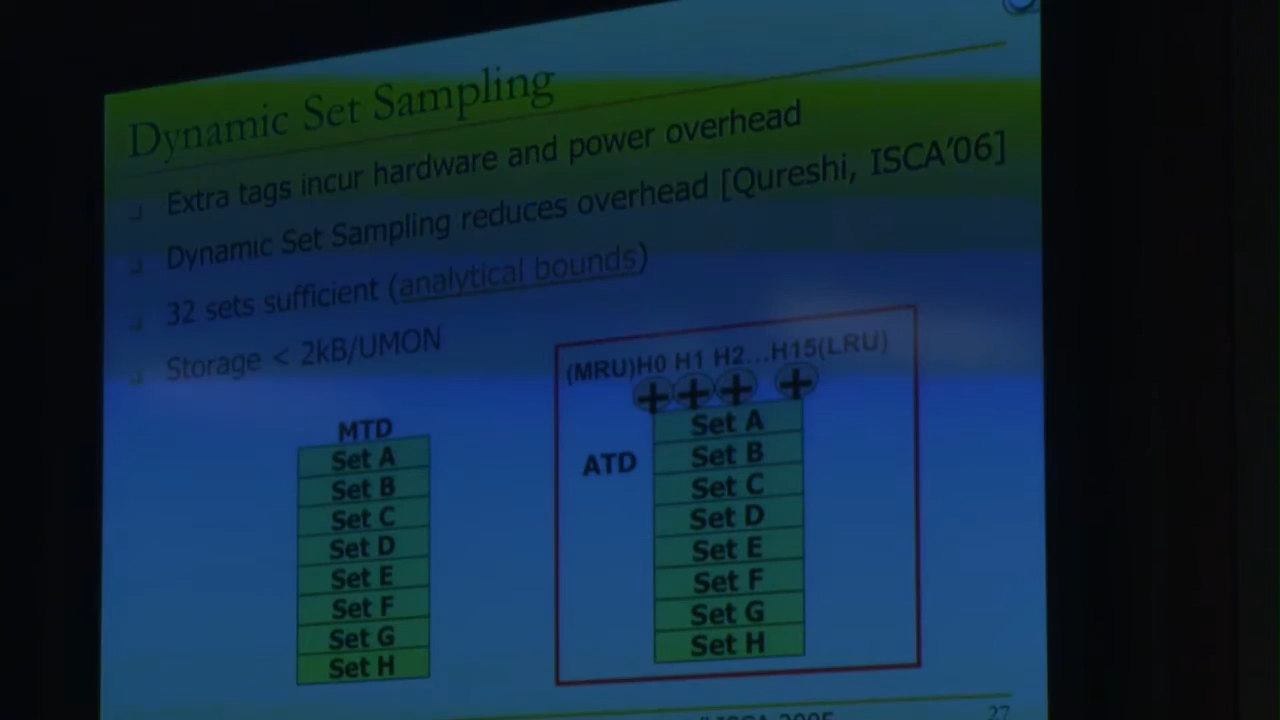 Dynamic Set Sampling
Extra tags incur hardware and power overhead
Dynamic Set Sampling reduces overhead [Qureshi, ISCA'06]
32 sets sufficient (analytical bounds)
Storage < 2kB/UMON
(MRU)H0 H1 H2...H15(LRU)
MTD
Set A
Set B
Set C
Set D
Set E
Set F
Set G
Set H
ATD
Set A
Set B
Set C
Set D
Set E
Set F
Set G
Set H
27